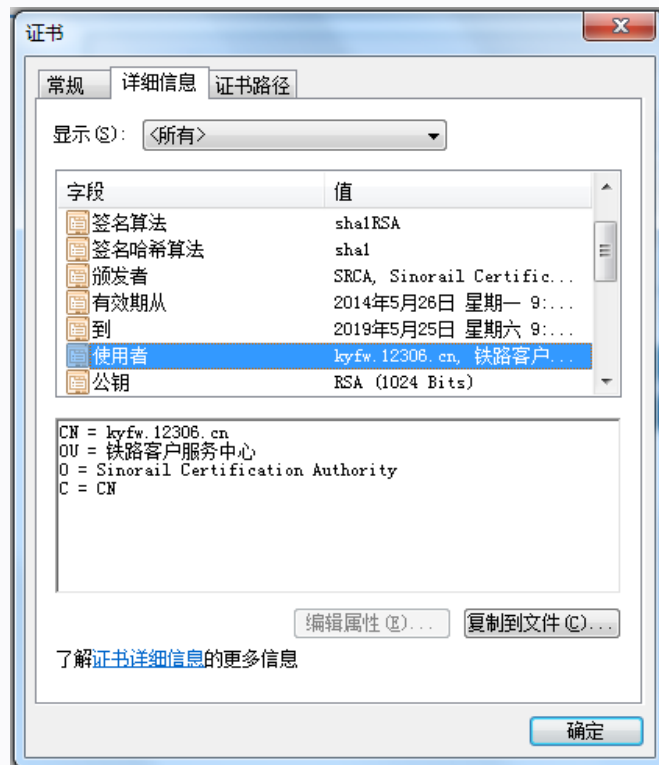 证书
常规 详细信息 证书路径
显示(S): <所有>
字段 值
签名算法 sha1RSA
签名哈希算法 sha1
颁发者 SRCA, Sinorail Certific...
有效期从 2014年5月26日 星期一 9:...
到 2019年5月25日 星期六 9:...
使用者 kyfw.12306.cn, 铁路客户...
公钥 RSA (1024 Bits)
CN = kyfw.12306.cn
OU = 铁路客户服务中心
O = Sinorail Certification Authority
C = CN
编辑属性(E)... 复制到文件(C)...
了解证书详细信息的更多信息
确定